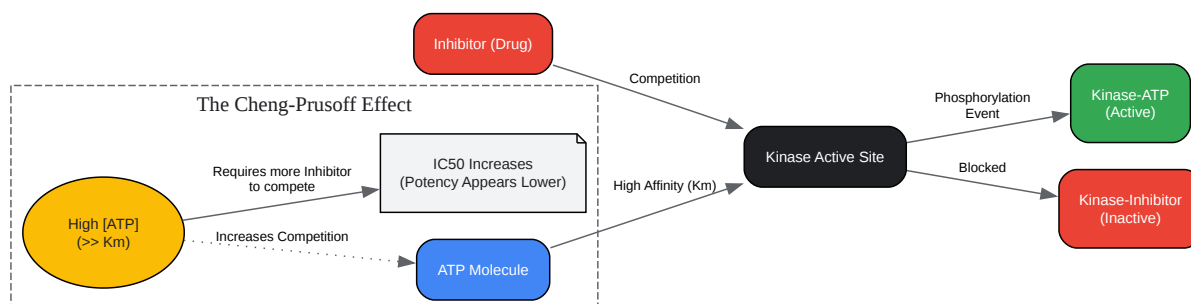 Inhibitor (Drug)
The Cheng-Prusoff Effect
Competition
Phosphorylation
Event
Kinase-ATP
(Active)
Requires more Inhibitor
to compete
IC50 Increases
(Potency Appears Lower)
Kinase Active Site
High [ATP]
(>> Km)
High Affinity (Km)
Blocked
Kinase-Inhibitor
(Inactive)
Increases Competition
ATP Molecule